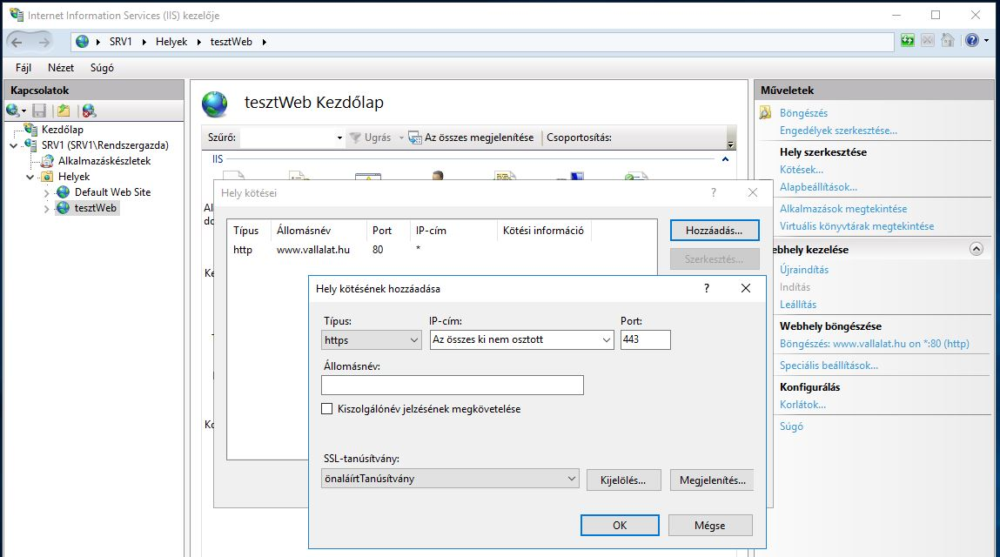 Internet Information Services (IIS) kezelője
SRV1 Helyek tesztWeb
Fájl Nézet Súgó
Kapcsolatok
Kezdőlap
SRV1 (SRV1\Rendszergazda)
Alkalmazáskészletek
Helyek
Default Web Site
tesztWeb
tesztWeb Kezdőlap
Szűrő: Ugrás Az összes megjelenítése Csoportosítás:
IIS
Hely kötései ?
Típus Állomásnév Port IP-cím Kötési információ
http www.vallalat.hu 80 *
Hozzáadás...
Szerkesztés...
Hely kötésének hozzáadása ?
Típus: IP-cím: Port:
https Az összes ki nem osztott 443
Állomásnév:
Kiszolgálónév jelzésének megkövetelése
SSL-tanúsítvány:
önaláírtTanúsítvány Kijelölés... Megjelenítés...
OK Mégse
Műveletek
Böngészés
Engedélyek szerkesztése...
Hely szerkesztése
Kötések...
Alapbeállítások...
Alkalmazások megtekintése
Virtuális könyvtárak megtekintése
ebhely kezelése
Újraindítás
Indítás
Leállítás
Webhely böngészése
Böngészés: www.vallalat.hu on *:80 (http)
Speciális beállítások...
Konfigurálás
Korlátok...
Súgó